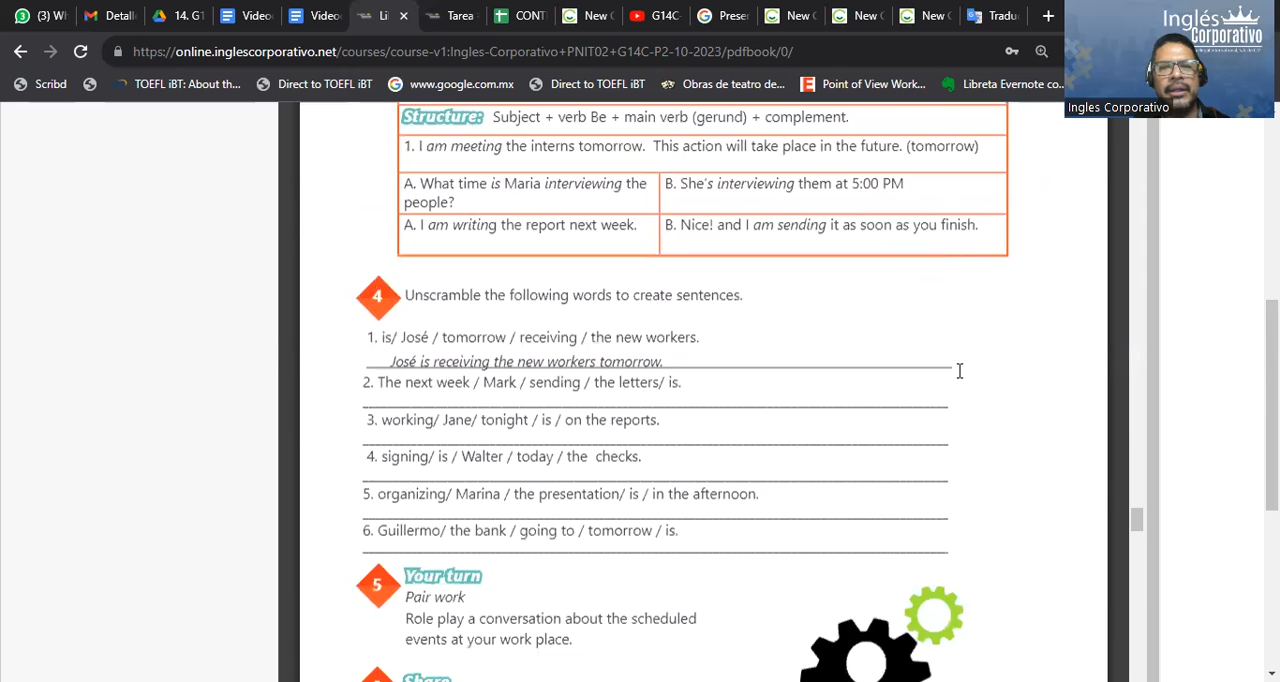 Wh
Detalle
14. G1
Video
Video
Li
Tarea
CONT
New C
G14C-
Preser
New C
New C
New C
Tradu
https://online.inglescorporativo.net/courses/course-v1:Ingles-Corporativo+PNIT02+G14C-P2-10-2023/pdfbook/0/
Scribd
TOEFL iBT: About th...
Direct to TOEFL iBT
www.google.com.mx
Direct to TOEFL iBT
Obras de teatro de...
Point of View Work...
Libreta Evernote co...
Inglés
Corporativo
Ingles Corporativo
Structure: Subject + verb Be + main verb (gerund) + complement.
1. I am meeting the interns tomorrow. This action will take place in the future. (tomorrow)
A. What time is Maria interviewing the people?
B. She's interviewing them at 5:00 PM
A. I am writing the report next week.
B. Nice! and I am sending it as soon as you finish.
4 Unscramble the following words to create sentences.
1. is/ José / tomorrow / receiving / the new workers.
José is receiving the new workers tomorrow.
2. The next week / Mark / sending / the letters/ is.
3. working/ Jane/ tonight / is / on the reports.
4. signing/ is / Walter / today / the checks.
5. organizing/ Marina / the presentation/ is / in the afternoon.
6. Guillermo/ the bank / going to / tomorrow / is.
5 Your turn
Pair work
Role play a conversation about the scheduled
events at your work place.
Share